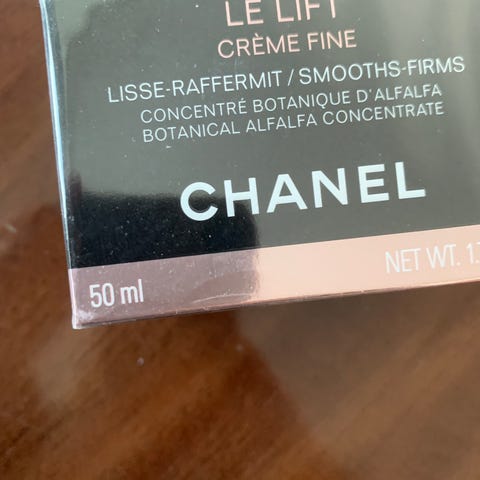 LE LIFT
CRÈME FINE
LISSE-RAFFERMIT / SMOOTHS-FIRMS
CONCENTRÉ BOTANIQUE D'ALFALFA
BOTANICAL ALFALFA CONCENTRATE
CHANEL
50 ml NET WT. 1.